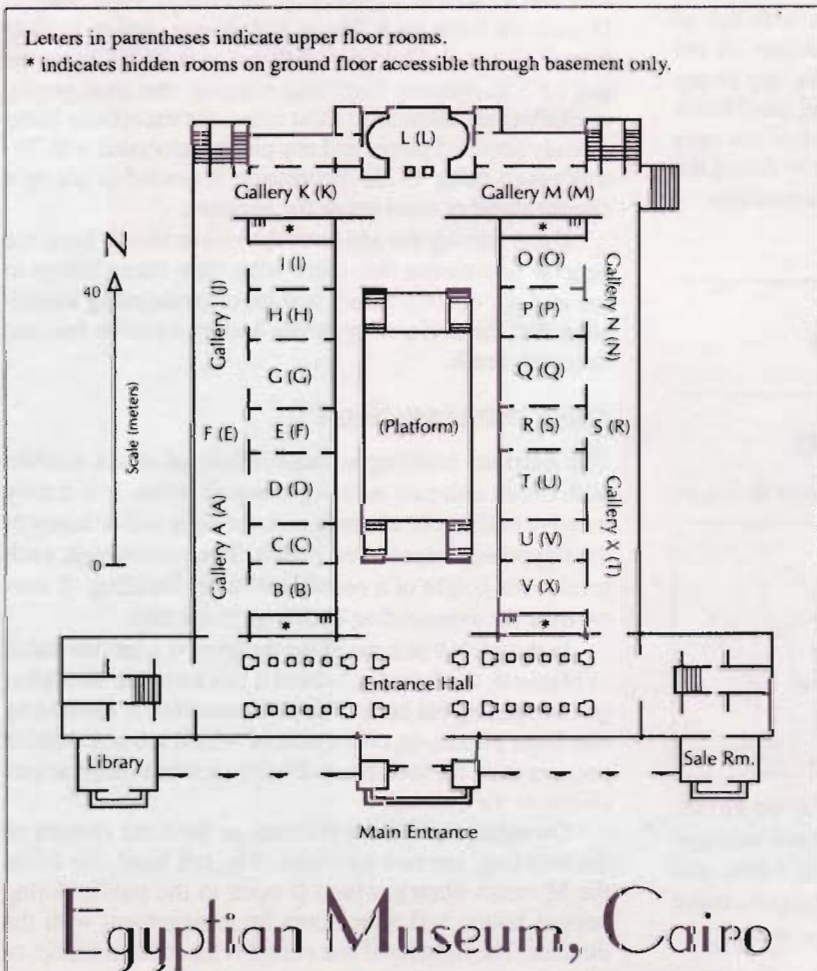 Letters in parentheses indicate upper floor rooms.
* indicates hidden rooms on ground floor accessible through basement only.
L (L)
Gallery K (K)
Gallery M (M)
*
*
N
40
Scale (meters)
0
Gallery I (J)
I (I)
O (O)
Gallery N (N)
H (H)
P (P)
G (G)
Q (Q)
F (E)
E (F)
(Platform)
R (S)
S (R)
D (D)
T (U)
Gallery A (A)
C (C)
U (V)
Gallery X (T)
B (B)
V (X)
*
*
Entrance Hall
Library
Sale Rm.
Main Entrance
Egyptian Museum, Cairo